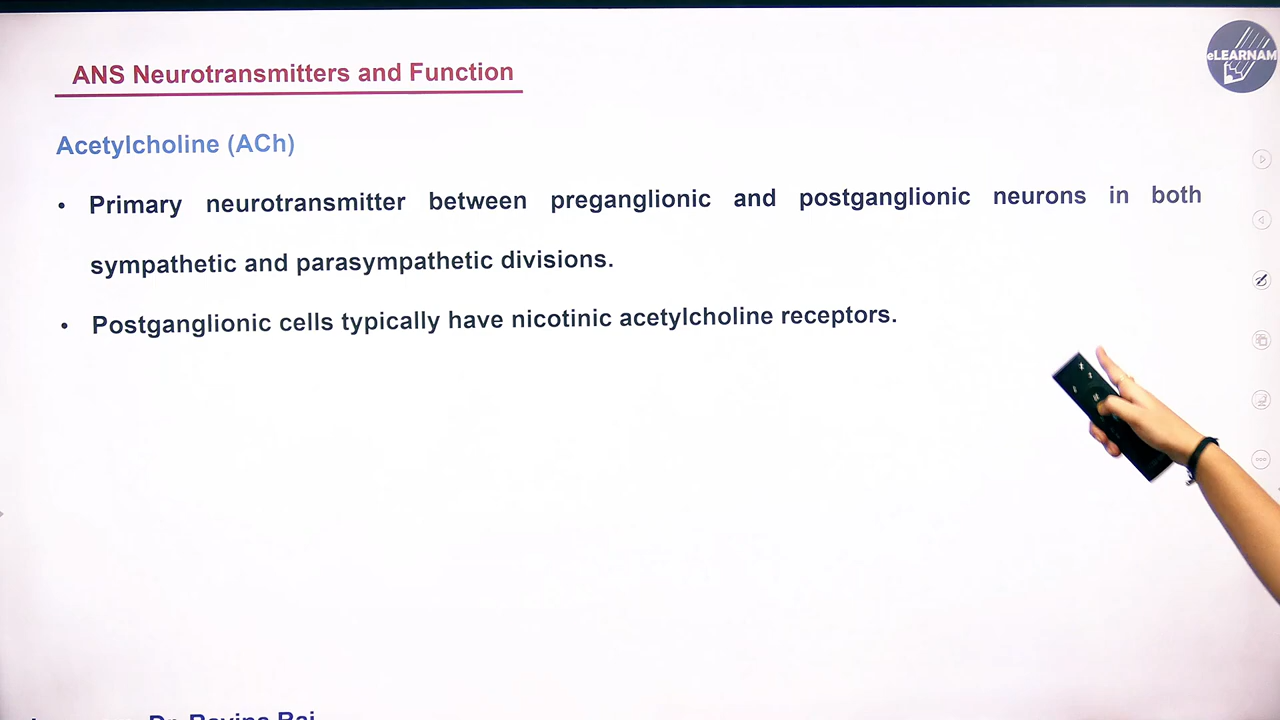 ANS Neurotransmitters and Function
eLEARNAM
Acetylcholine (ACh)
• Primary neurotransmitter between preganglionic and postganglionic neurons in both
sympathetic and parasympathetic divisions.
• Postganglionic cells typically have nicotinic acetylcholine receptors.